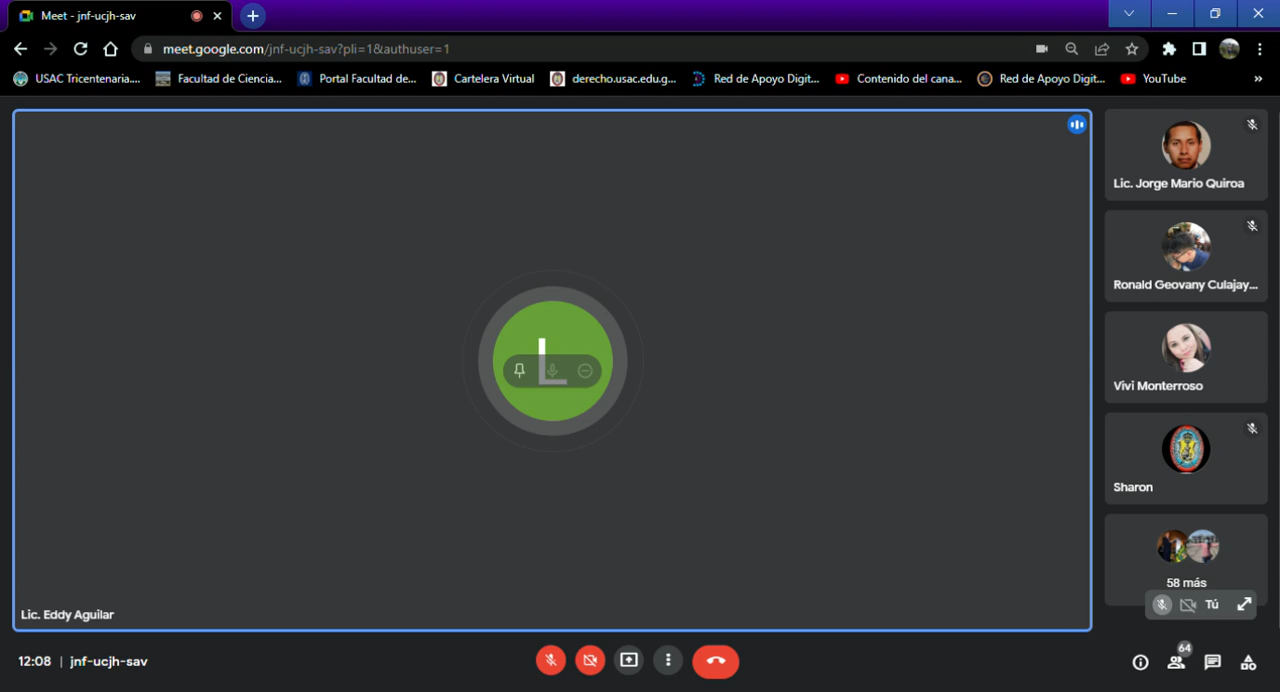 Meet - jnf-ucjh-sav
meet.google.com/jnf-ucjh-sav?pli=1&authuser=1
USAC Tricentenaria.... Facultad de Ciencia... Portal Facultad de... Cartelera Virtual derecho.usac.edu.g... Red de Apoyo Digit... Contenido del cana... Red de Apoyo Digit... YouTube »
Lic. Jorge Mario Quiroa
Ronald Geovany Culajay...
L
Vivi Monterroso
Sharon
58 más
Tú
Lic. Eddy Aguilar
12:08 | jnf-ucjh-sav
64